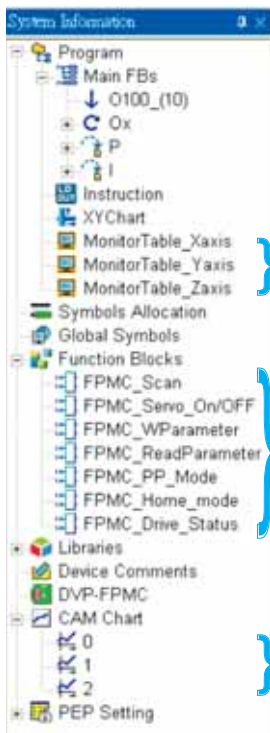 System Information
Program
Main FBs
O100_(10)
Ox
P
I
Instruction
XYChart
MonitorTable_Xaxis
MonitorTable_Yaxis
MonitorTable_Zaxis
Symbols Allocation
Global Symbols
Function Blocks
FPMC_Scan
FPMC_Servo_On/OFF
FPMC_WParameter
FPMC_ReadParameter
FPMC_PP_Mode
FPMC_Home_mode
FPMC_Drive_Status
Libraries
Device Comments
DVP-FPMC
CAM Chart
0
1
2
PEP Setting